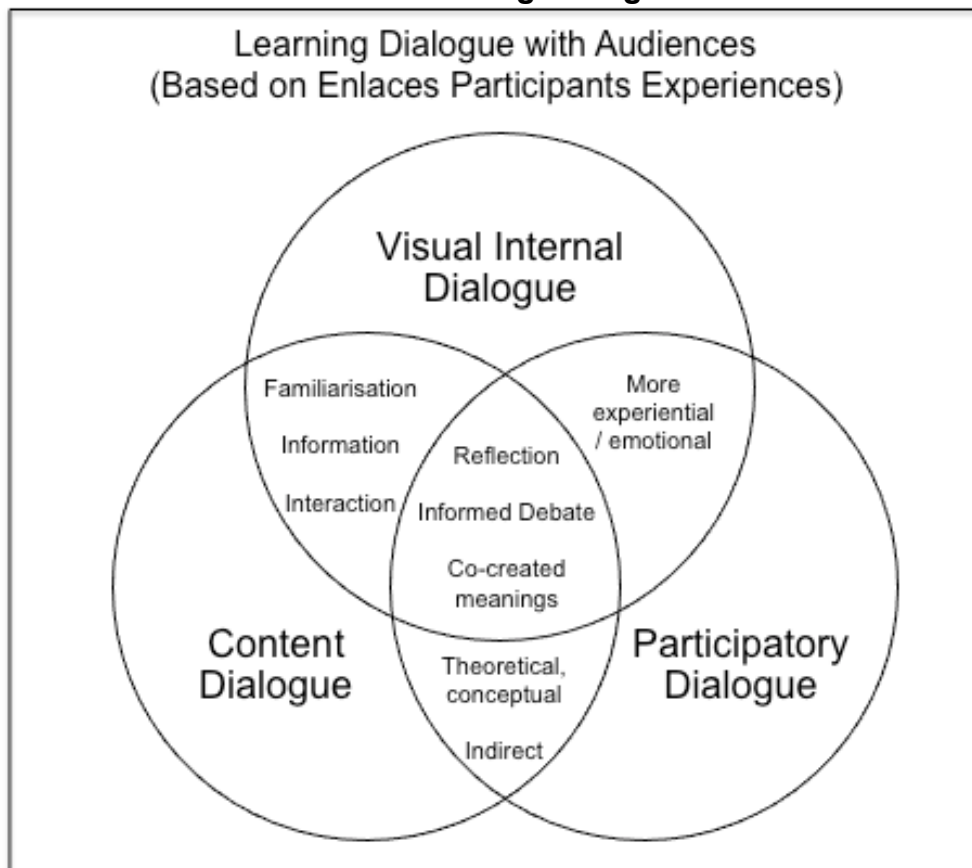 Learning Dialogue with Audiences
(Based on Enlaces Participants Experiences)
Visual Internal
Dialogue
Familiarisation
Information
Interaction
More
experiential
/ emotional
Reflection
Informed Debate
Co-created
meanings
Content
Dialogue
Participatory
Dialogue
Theoretical,
conceptual
Indirect